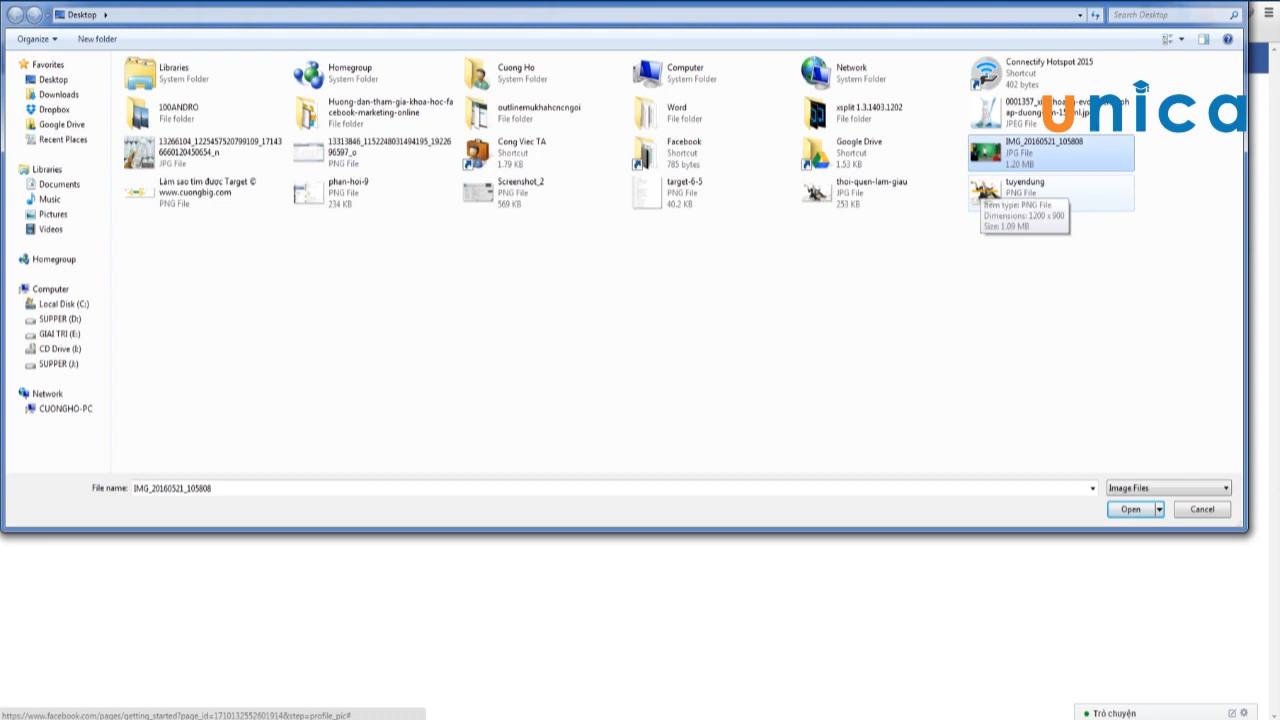 Desktop
Search Desktop
Organize
New folder
Favorites
Desktop
Downloads
Dropbox
Google Drive
Recent Places
Libraries
Documents
Music
Pictures
Videos
Homegroup
Computer
Local Disk (C:)
SUPPER (D:)
GIAI TRI (E:)
CD Drive (I:)
SUPPER (J:)
Network
CUONGHO-PC
Libraries
System Folder
Homegroup
System Folder
Cuong Ho
System Folder
Computer
System Folder
Network
System Folder
Connectify Hotspot 2015
Shortcut
402 bytes
unica
100ANDRO
File folder
Huong-dan-tham-gia-khoa-hoc-fa
cebook-marketing-online
File folder
outlinemukhahcncngoi
File folder
Word
File folder
xsplit 1.3.1403.1202
File folder
JPEG File
13266104_1225457520799109_17143
6660120450654_n
JPG File
13313846_1152248031494195_19226
96597_o
PNG File
Cong Viec TA
Shortcut
1.79 KB
Facebook
Shortcut
785 bytes
Google Drive
Shortcut
1.53 KB
IMG_20160521_105808
JPG File
1.20 MB
Làm sao tìm được Target ©
www.cuongbig.com
PNG File
phan-hoi-9
PNG File
234 KB
Screenshot_2
PNG File
569 KB
target-6-5
PNG File
40.2 KB
thoi-quen-lam-giau
JPG File
253 KB
tuyendung
PNG File
Item type: PNG File
Dimensions: 1200 x 900
Size: 1.09 MB
File name:
IMG_20160521_105808
Image Files
Open
Cancel
https://www.facebook.com/pages/getting_started?page_id=1710132552601914&step=profile_pic#
Trò chuyện